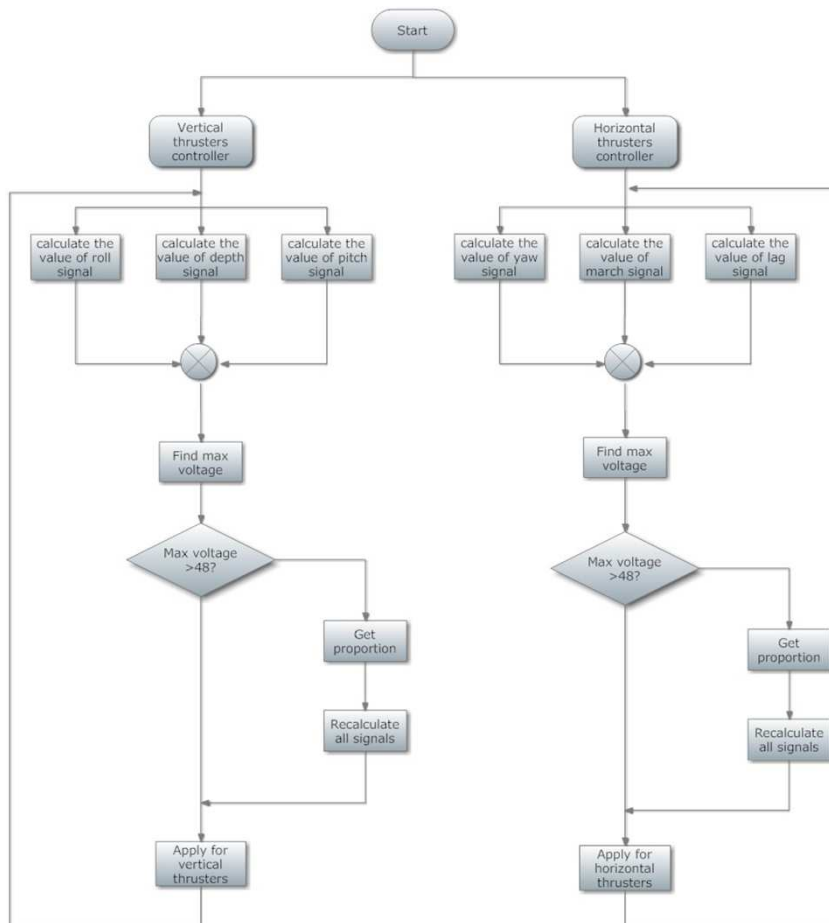 Start
Vertical
thrusters
controller
Horizontal
thrusters
controller
calculate the
value of roll
signal
calculate the
value of depth
signal
calculate the
value of pitch
signal
calculate the
value of yaw
signal
calculate the
value of
march signal
calculate the
value of lag
signal
Find max
voltage
Find max
voltage
Max voltage
>48?
Max voltage
>48?
Get
proportion
Get
proportion
Recalculate
all signals
Recalculate
all signals
Apply for
vertical
thrusters
Apply for
horizontal
thrusters